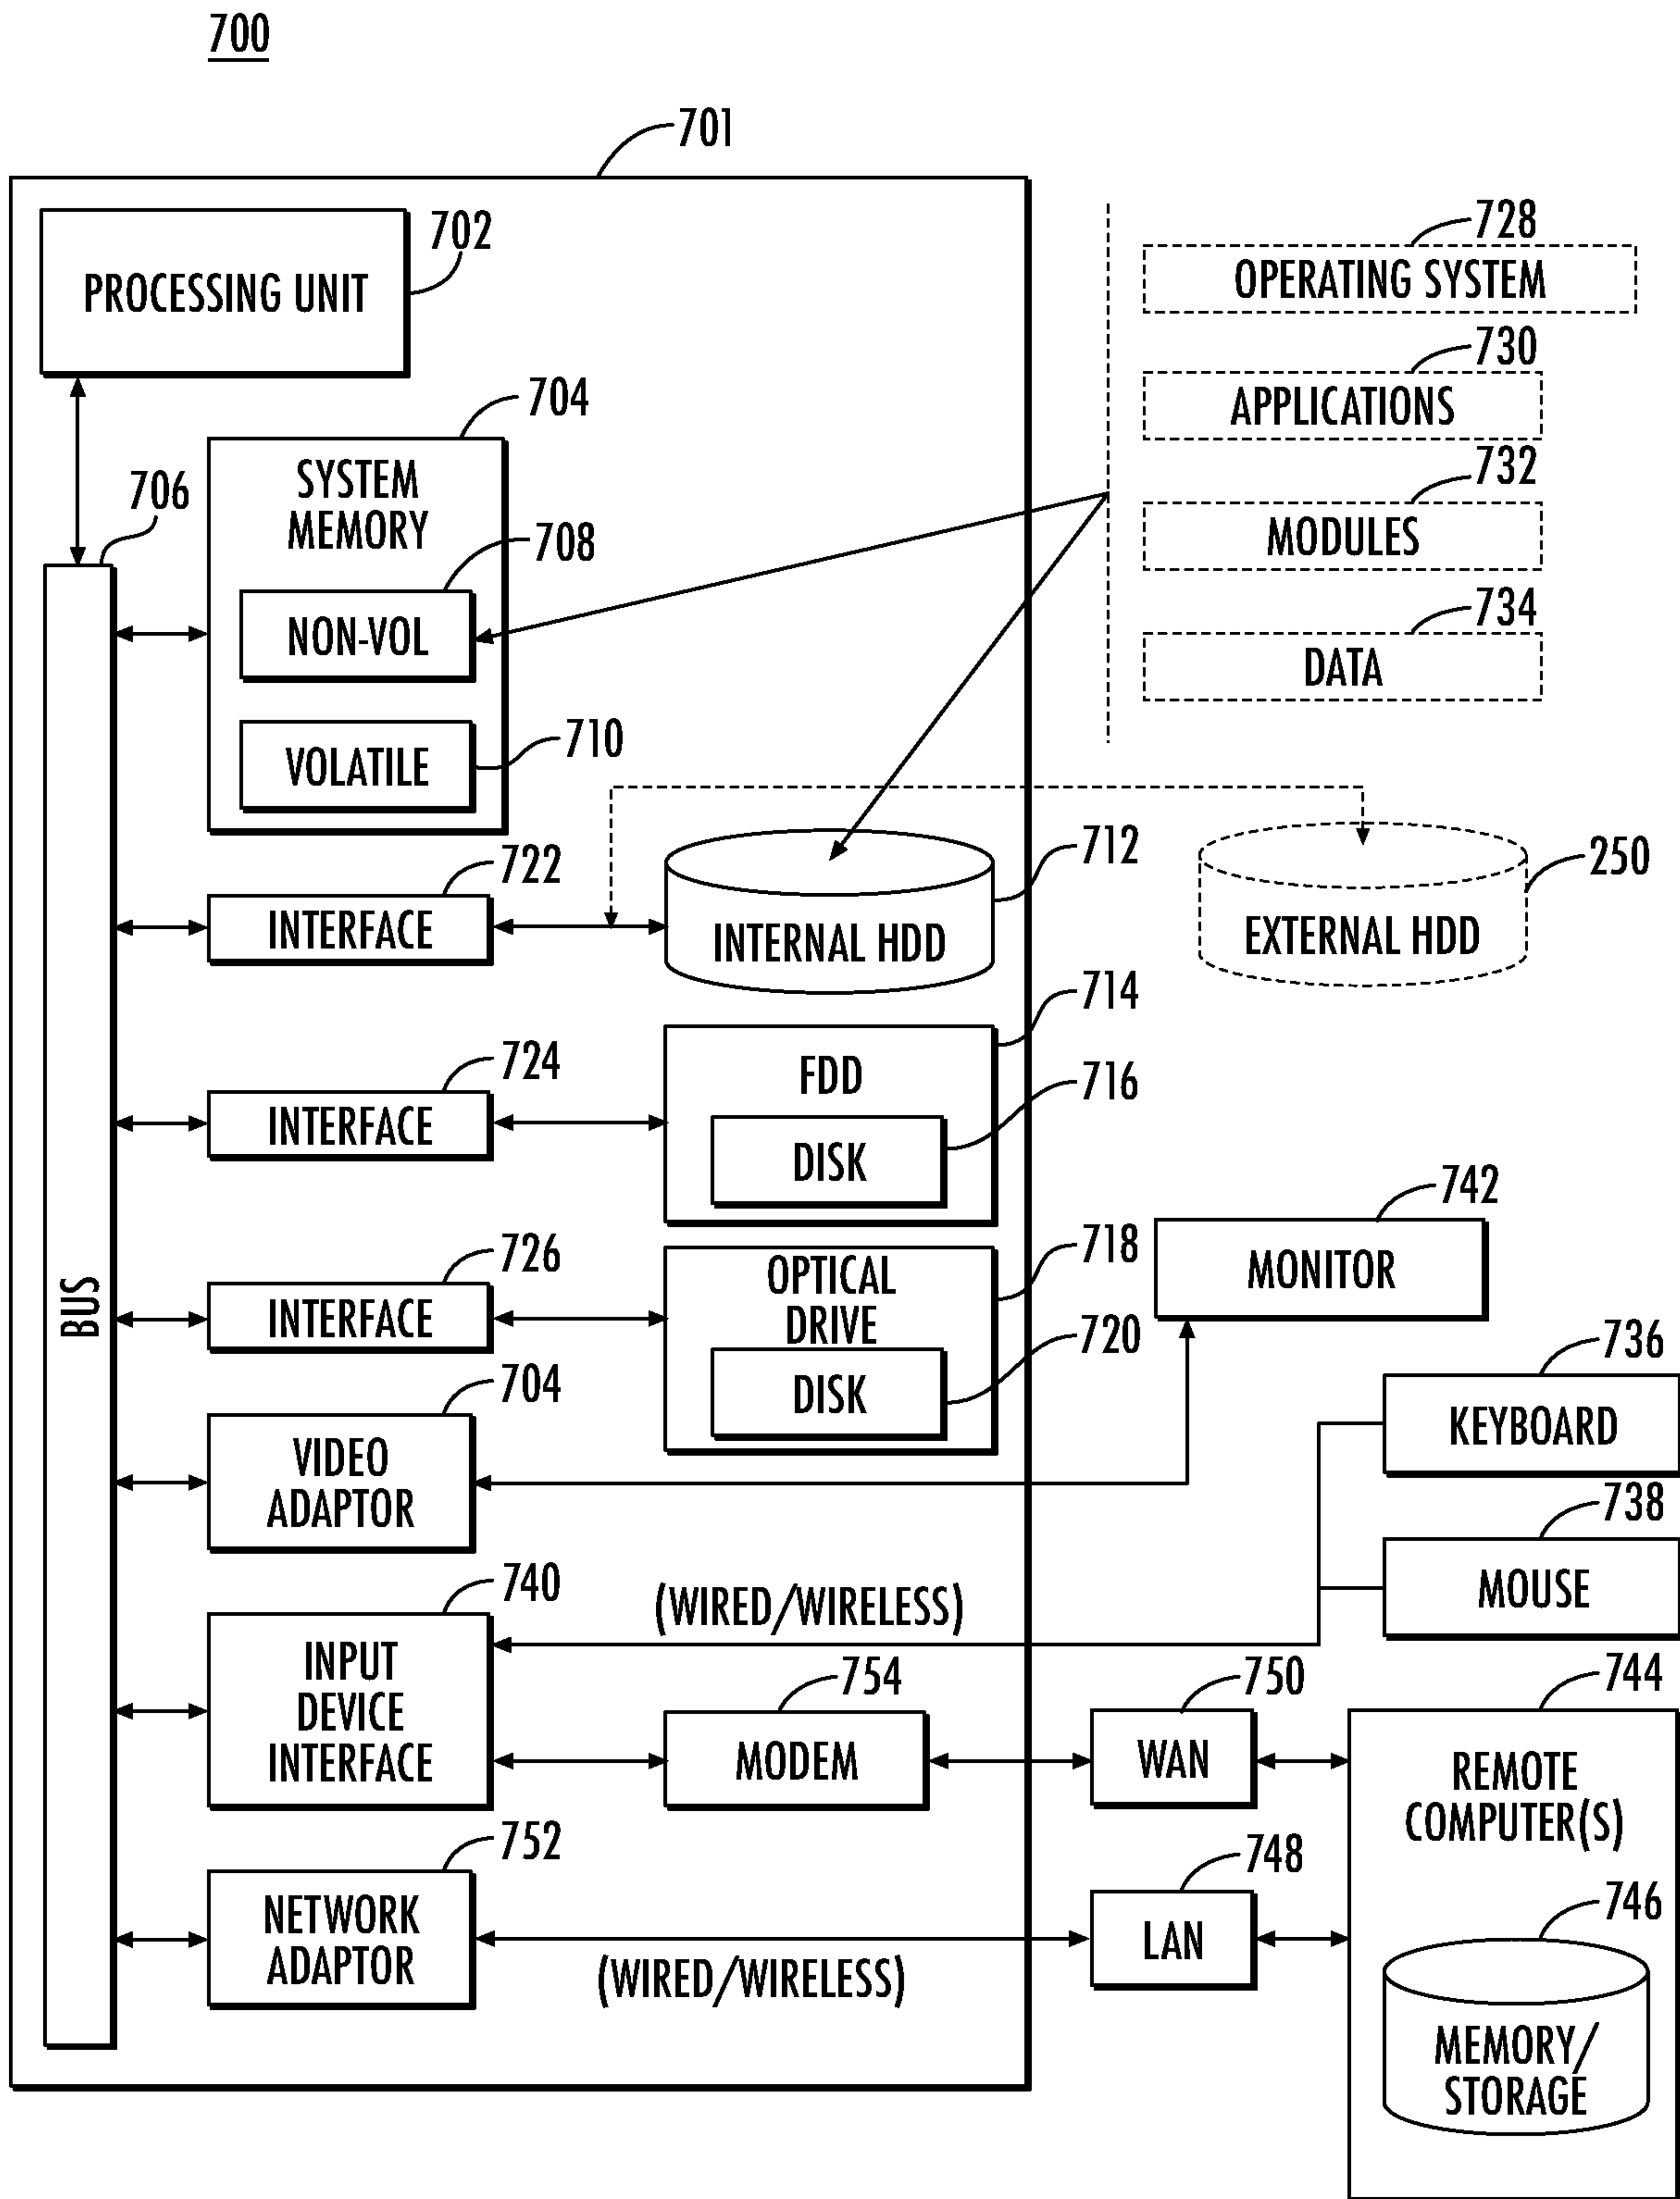 700
701
PROCESSING UNIT
702
728
OPERATING SYSTEM
730
APPLICATIONS
732
MODULES
734
DATA
704
SYSTEM
MEMORY
706
708
NON-VOL
710
VOLATILE
722
INTERFACE
712
INTERNAL HDD
250
EXTERNAL HDD
724
INTERFACE
714
FDD
716
DISK
BUS
726
INTERFACE
718
OPTICAL
DRIVE
720
DISK
742
MONITOR
704
VIDEO
ADAPTOR
736
KEYBOARD
738
MOUSE
740
INPUT
DEVICE
INTERFACE
(WIRED/WIRELESS)
754
MODEM
750
WAN
744
REMOTE
COMPUTER(S)
752
NETWORK
ADAPTOR
(WIRED/WIRELESS)
748
LAN
746
MEMORY/
STORAGE